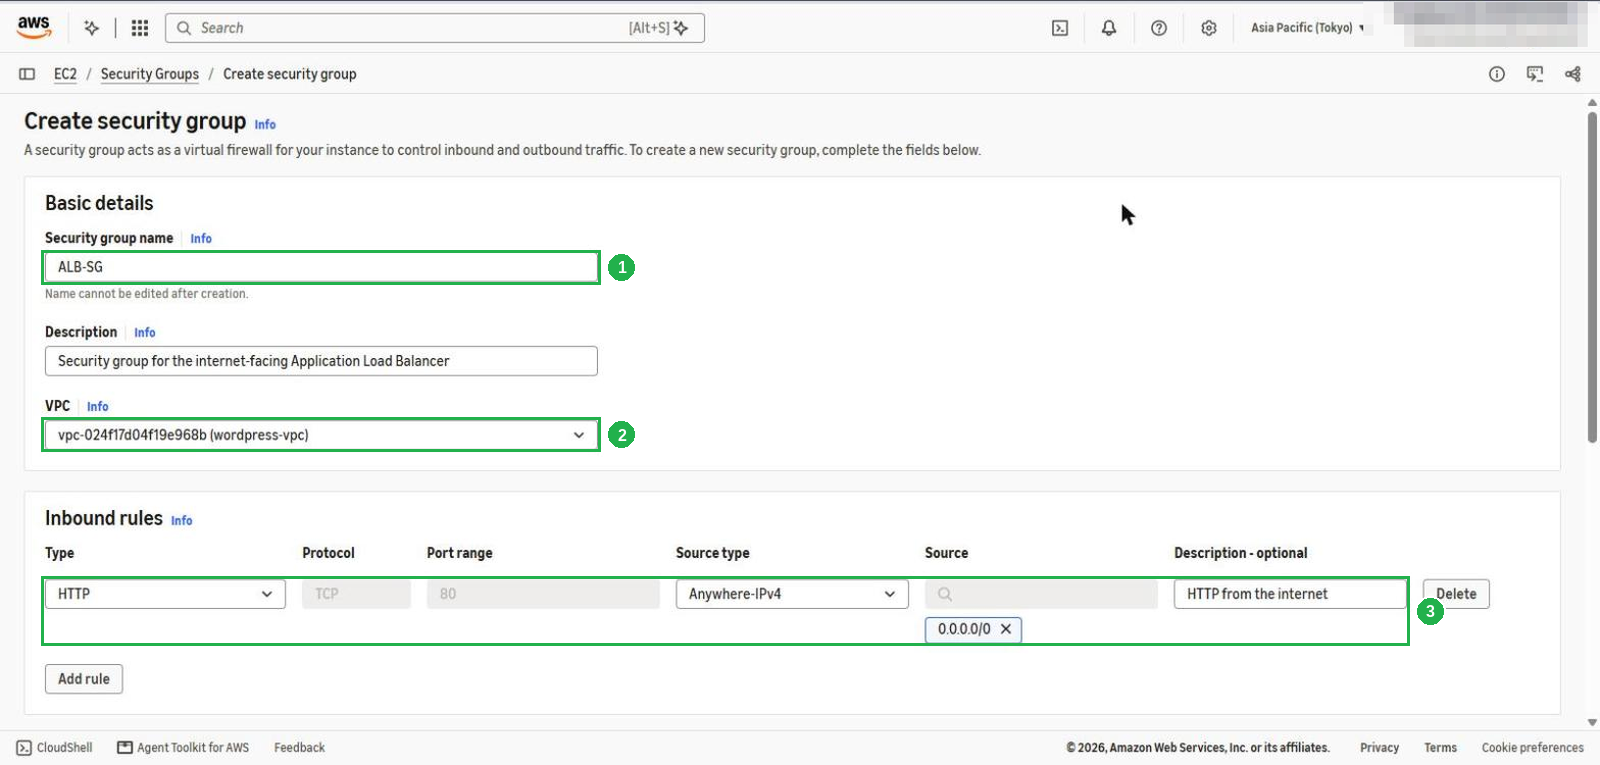 aws
Search [Alt+S]
Asia Pacific (Tokyo)
EC2 / Security Groups / Create security group
Create security group Info
A security group acts as a virtual firewall for your instance to control inbound and outbound traffic. To create a new security group, complete the fields below.
Basic details
Security group name Info
ALB-SG 1
Name cannot be edited after creation.
Description Info
Security group for the internet-facing Application Load Balancer
VPC Info
vpc-024f17d04f19e968b (wordpress-vpc) 2
Inbound rules Info
Type Protocol Port range Source type Source Description - optional
HTTP TCP 80 Anywhere-IPv4 HTTP from the internet Delete
3
0.0.0.0/0
Add rule
CloudShell Agent Toolkit for AWS Feedback © 2026, Amazon Web Services, Inc. or its affiliates. Privacy Terms Cookie preferences